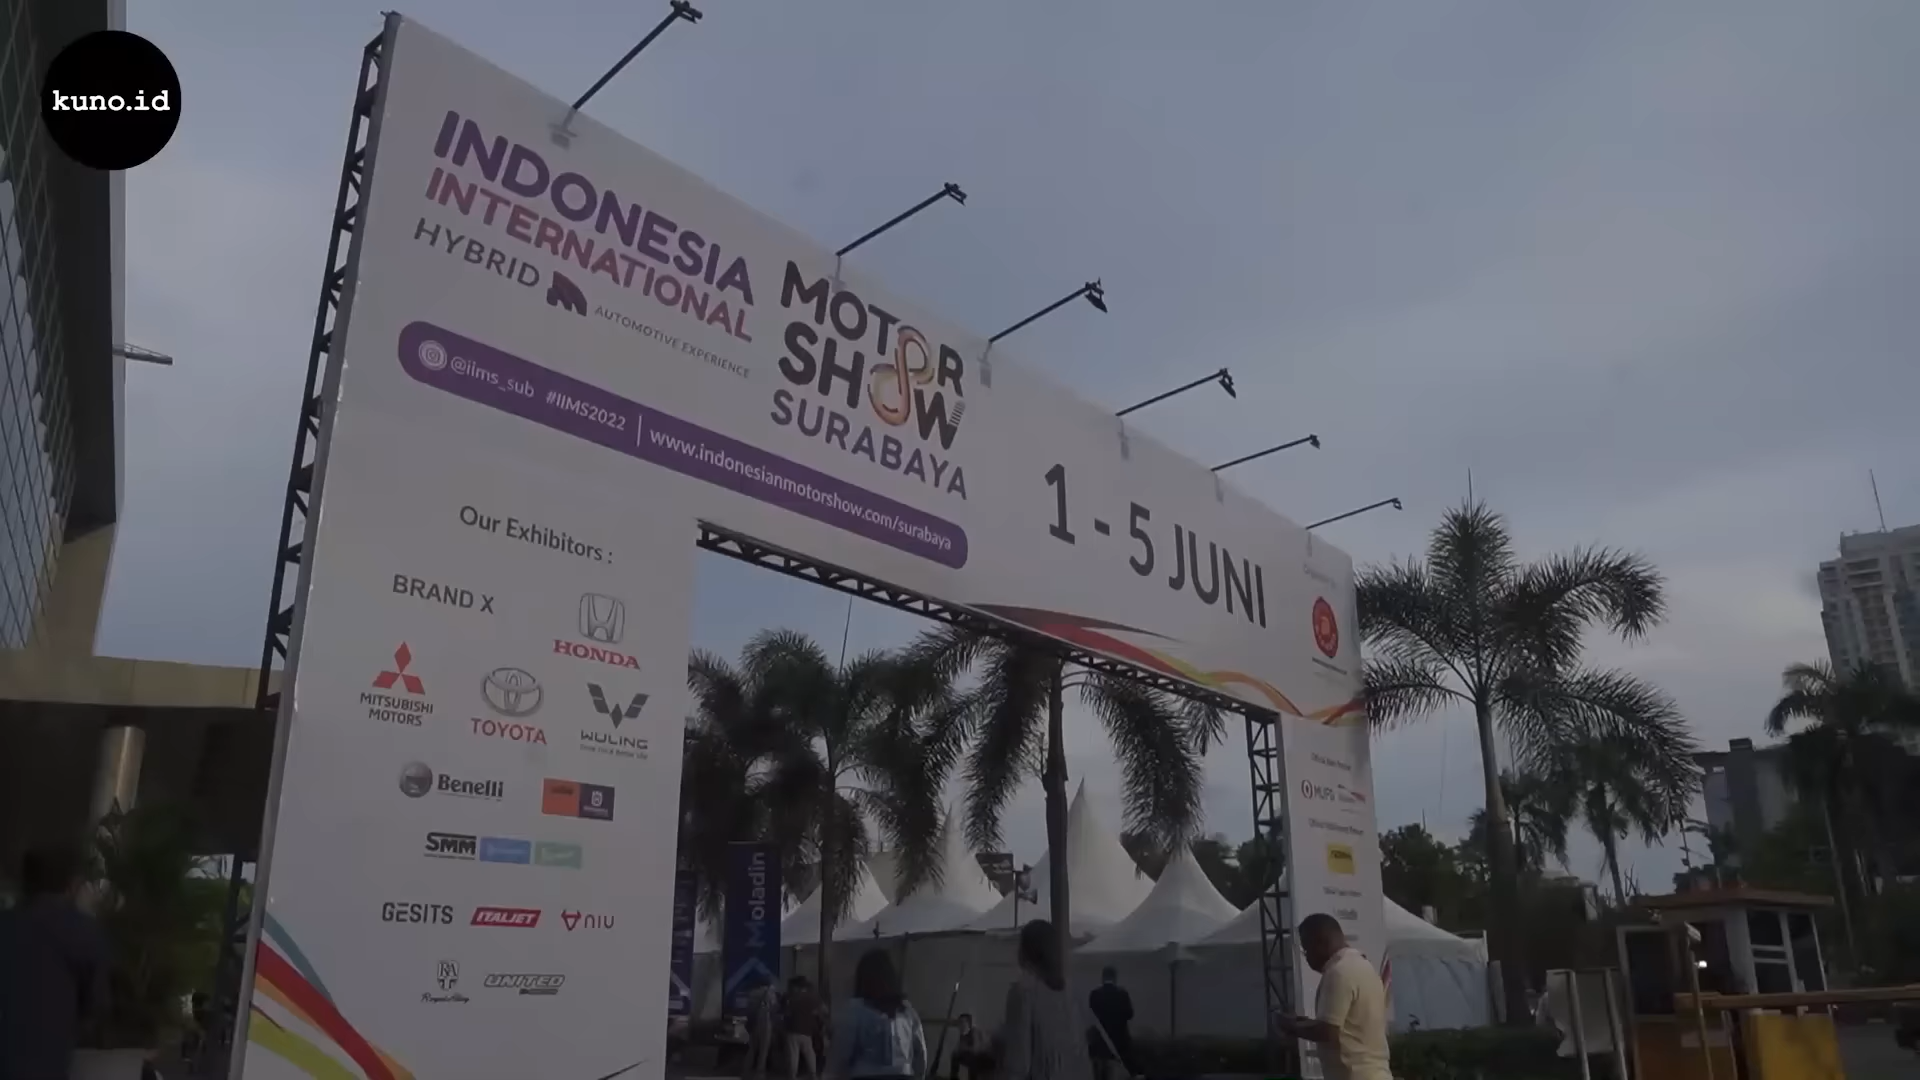 kuno.id
INDONESIA
INTERNATIONAL
HYBRID
AUTOMOTIVE EXPERIENCE
MOTOR
SHOW
SURABAYA
@iims_sub #IIMS2022 | www.indonesianmotorshow.com/surabaya
1 - 5 JUNI
Our Exhibitors :
BRAND X
HONDA
MITSUBISHI
MOTORS
TOYOTA
WULING
Benelli
SMM
GESITS
ITALJET
NIU
UNITED
Moladin
MUFG